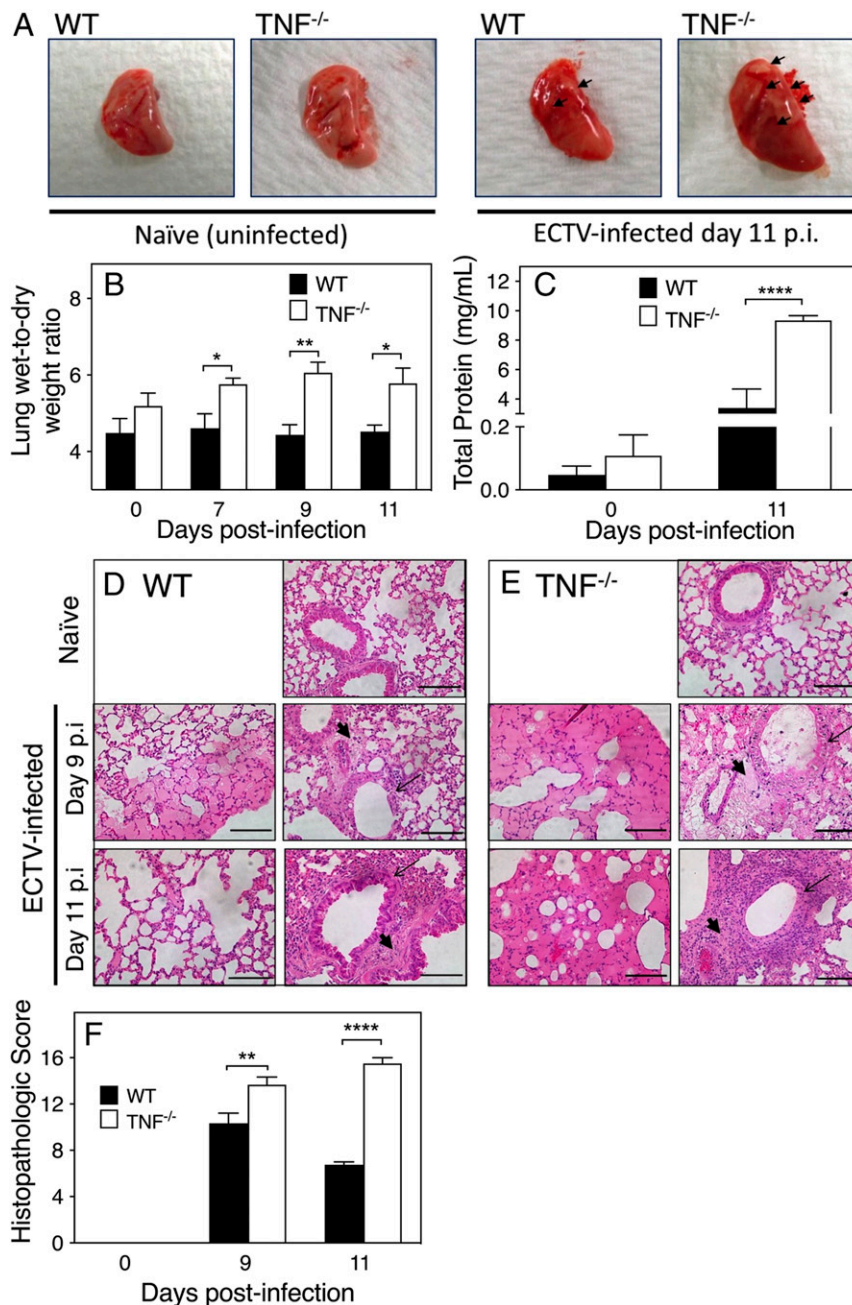 A WT TNF-/- WT TNF-/-
Naïve (uninfected) ECTV-infected day 11 p.i.
B
WT
TNF-/-
Lung wet-to-dry
weight ratio
8
6
4
* ** *
0 7 9 11
Days post-infection
C
WT
TNF-/-
****
Total Protein (mg/mL)
12
10
8
6
4
0.2
0.0
0 11
Days post-infection
D WT
E TNF-/-
Naïve
ECTV-infected
Day 9 p.i
Day 11 p.i
F
WT
TNF-/-
** ****
Histopathologic Score
16
12
8
4
0
0 9 11
Days post-infection